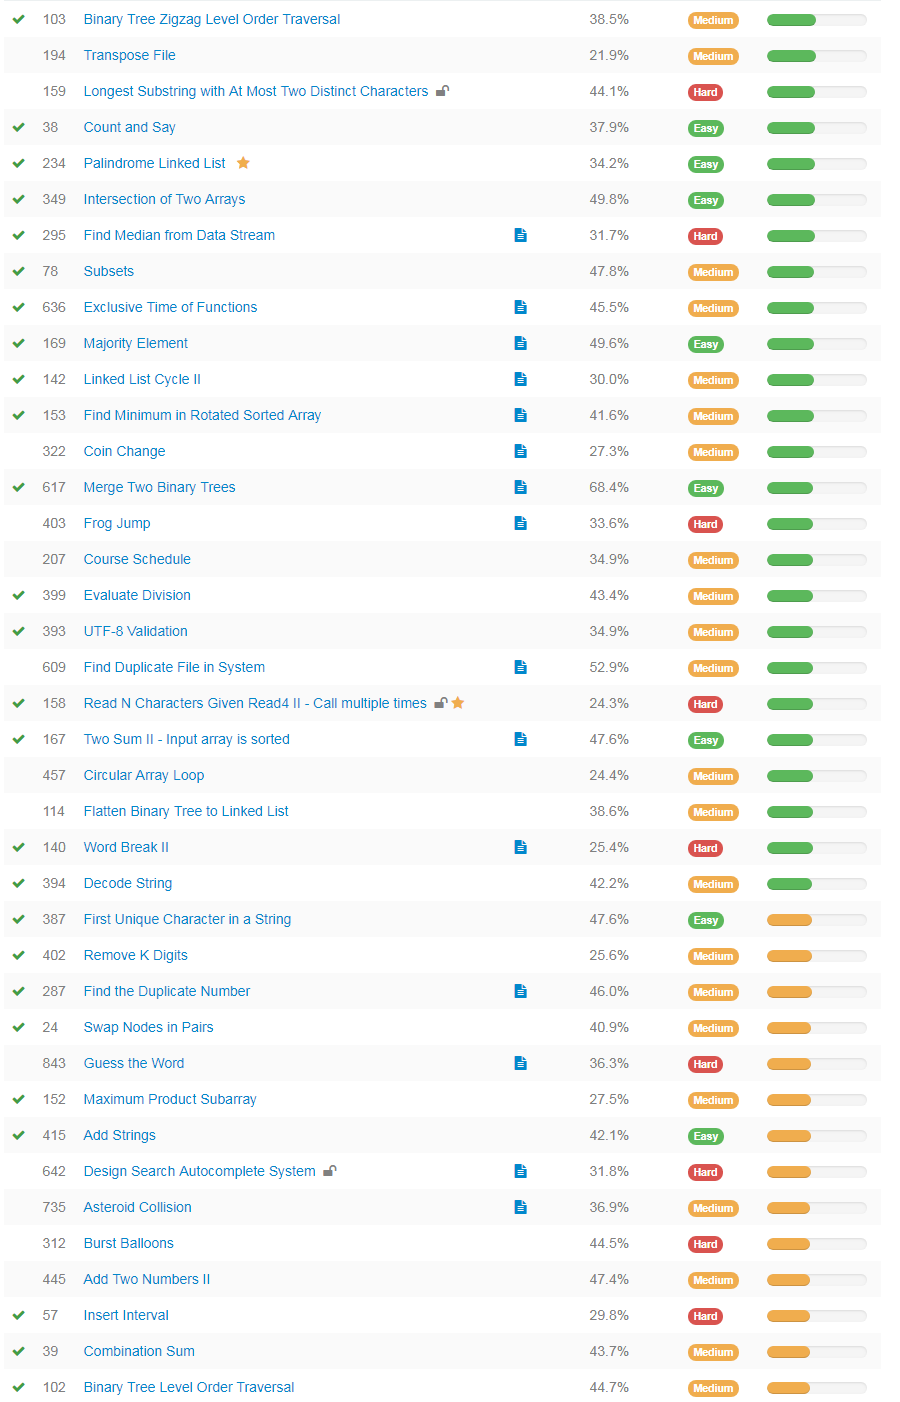 103 Binary Tree Zigzag Level Order Traversal 38.5% Medium
194 Transpose File 21.9% Medium
159 Longest Substring with At Most Two Distinct Characters 44.1% Hard
38 Count and Say 37.9% Easy
234 Palindrome Linked List 34.2% Easy
349 Intersection of Two Arrays 49.8% Easy
295 Find Median from Data Stream 31.7% Hard
78 Subsets 47.8% Medium
636 Exclusive Time of Functions 45.5% Medium
169 Majority Element 49.6% Easy
142 Linked List Cycle II 30.0% Medium
153 Find Minimum in Rotated Sorted Array 41.6% Medium
322 Coin Change 27.3% Medium
617 Merge Two Binary Trees 68.4% Easy
403 Frog Jump 33.6% Hard
207 Course Schedule 34.9% Medium
399 Evaluate Division 43.4% Medium
393 UTF-8 Validation 34.9% Medium
609 Find Duplicate File in System 52.9% Medium
158 Read N Characters Given Read4 II - Call multiple times 24.3% Hard
167 Two Sum II - Input array is sorted 47.6% Easy
457 Circular Array Loop 24.4% Medium
114 Flatten Binary Tree to Linked List 38.6% Medium
140 Word Break II 25.4% Hard
394 Decode String 42.2% Medium
387 First Unique Character in a String 47.6% Easy
402 Remove K Digits 25.6% Medium
287 Find the Duplicate Number 46.0% Medium
24 Swap Nodes in Pairs 40.9% Medium
843 Guess the Word 36.3% Hard
152 Maximum Product Subarray 27.5% Medium
415 Add Strings 42.1% Easy
642 Design Search Autocomplete System 31.8% Hard
735 Asteroid Collision 36.9% Medium
312 Burst Balloons 44.5% Hard
445 Add Two Numbers II 47.4% Medium
57 Insert Interval 29.8% Hard
39 Combination Sum 43.7% Medium
102 Binary Tree Level Order Traversal 44.7% Medium